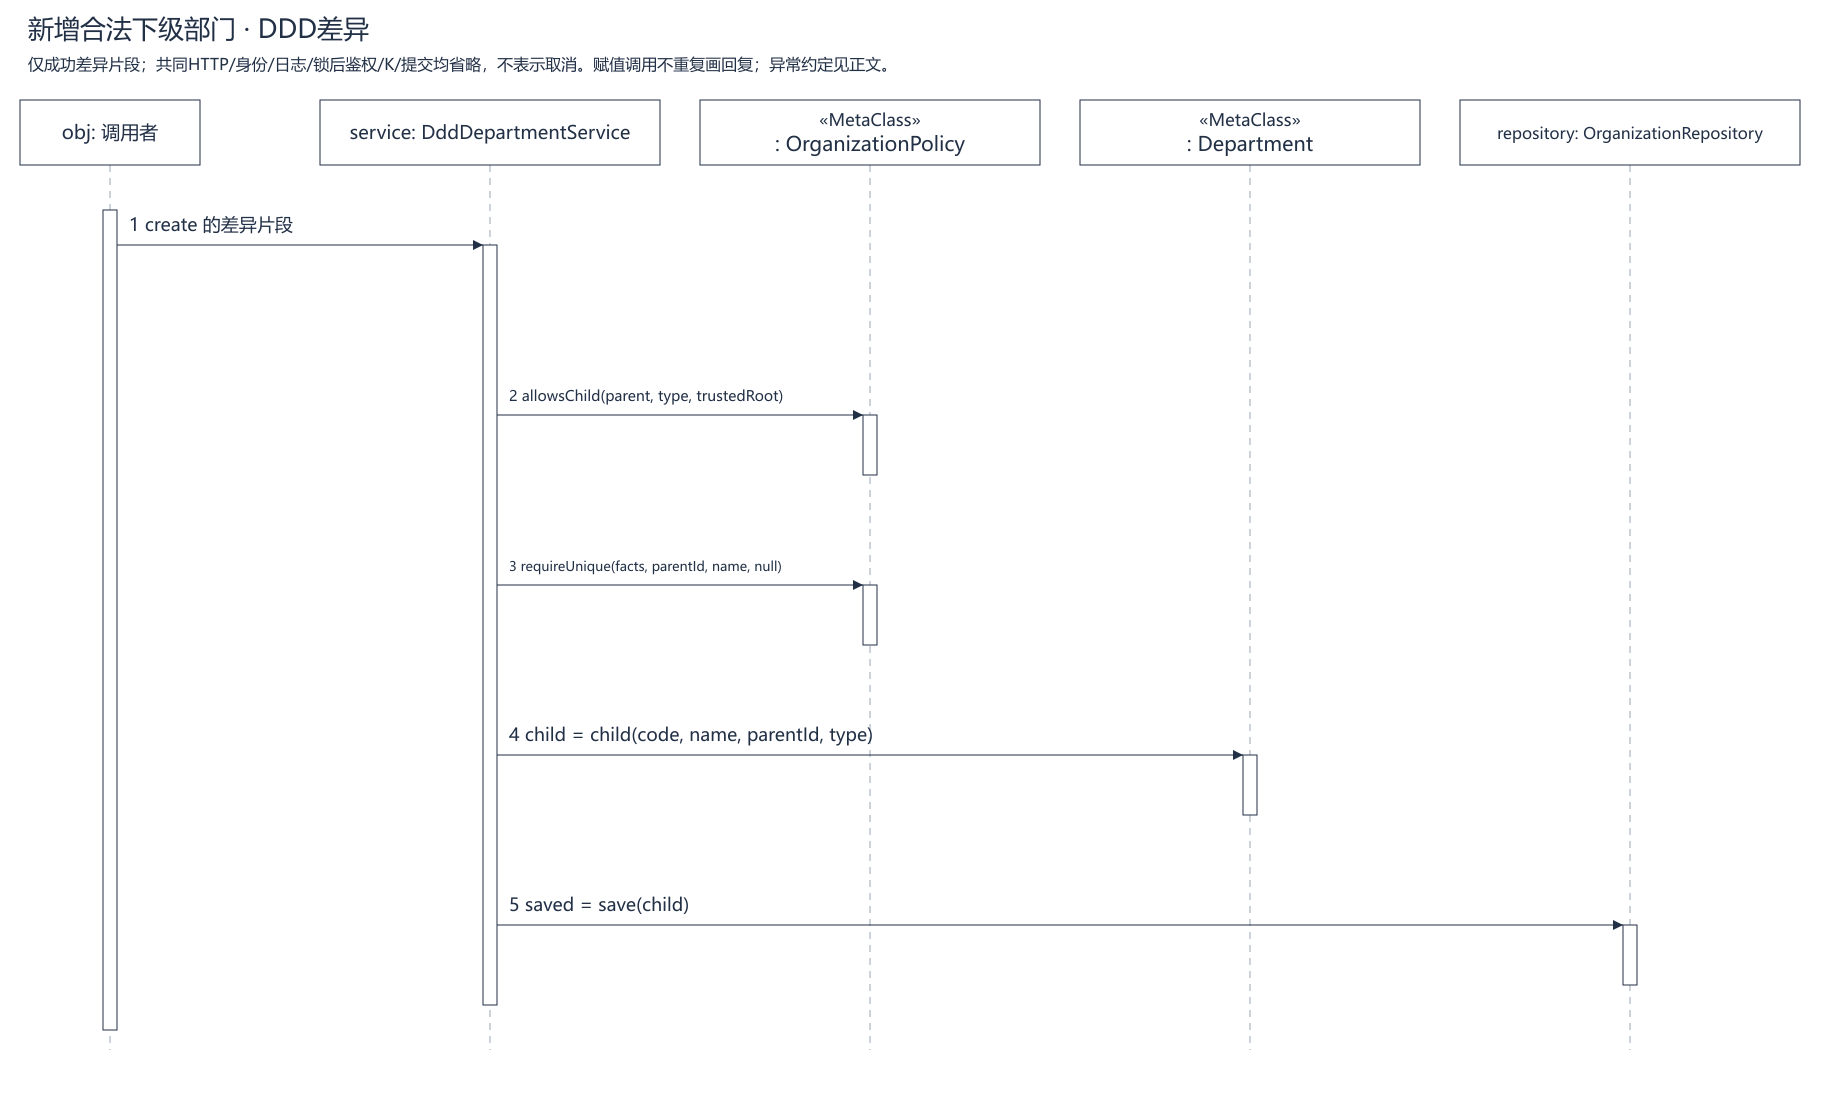 新增合法下级部门 · DDD差异
仅成功差异片段；共同HTTP/身份/日志/锁后鉴权/K/提交均省略，不表示取消。赋值调用不重复画回复；异常约定见正文。
obj: 调用者
service: DddDepartmentService
«MetaClass»
: OrganizationPolicy
«MetaClass»
: Department
repository: OrganizationRepository
1 create 的差异片段
2 allowsChild(parent, type, trustedRoot)
3 requireUnique(facts, parentId, name, null)
4 child = child(code, name, parentId, type)
5 saved = save(child)